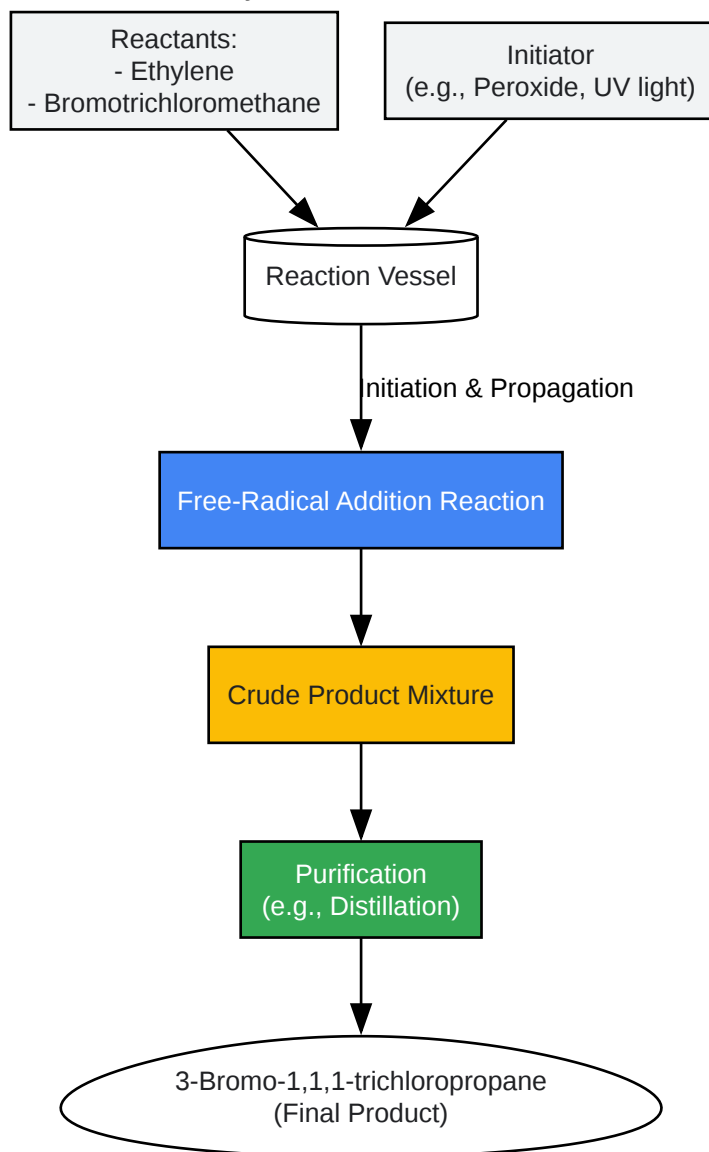 Reactants:
- Ethylene
- Bromotrichloromethane
Initiator
(e.g., Peroxide, UV light)
Reaction Vessel
Initiation & Propagation
Free-Radical Addition Reaction
Crude Product Mixture
Purification
(e.g., Distillation)
3-Bromo-1,1,1-trichloropropane
(Final Product)